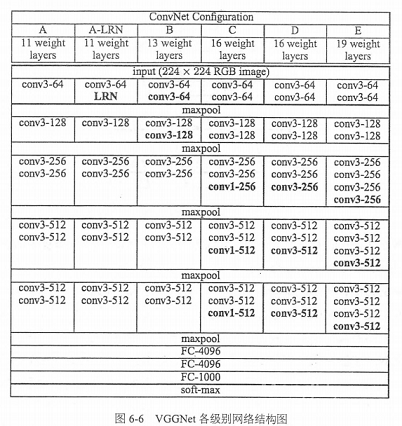 ConvNet Configuration
A A-LRN B C D E
11 weight 11 weight 13 weight 16 weight 16 weight 19 weight
layers layers layers layers layers layers
input (224 × 224 RGB image)
conv3-64 conv3-64 conv3-64 conv3-64 conv3-64 conv3-64
LRN conv3-64 conv3-64 conv3-64 conv3-64
maxpool
conv3-128 conv3-128 conv3-128 conv3-128 conv3-128 conv3-128
conv3-128 conv3-128 conv3-128 conv3-128
maxpool
conv3-256 conv3-256 conv3-256 conv3-256 conv3-256 conv3-256
conv3-256 conv3-256 conv3-256 conv3-256 conv3-256 conv3-256
conv1-256 conv3-256 conv3-256
conv3-256
maxpool
conv3-512 conv3-512 conv3-512 conv3-512 conv3-512 conv3-512
conv3-512 conv3-512 conv3-512 conv3-512 conv3-512 conv3-512
conv1-512 conv3-512 conv3-512
conv3-512
maxpool
conv3-512 conv3-512 conv3-512 conv3-512 conv3-512 conv3-512
conv3-512 conv3-512 conv3-512 conv3-512 conv3-512 conv3-512
conv1-512 conv3-512 conv3-512
conv3-512
maxpool
FC-4096
FC-4096
FC-1000
soft-max
图 6-6 VGGNet 各级别网络结构图